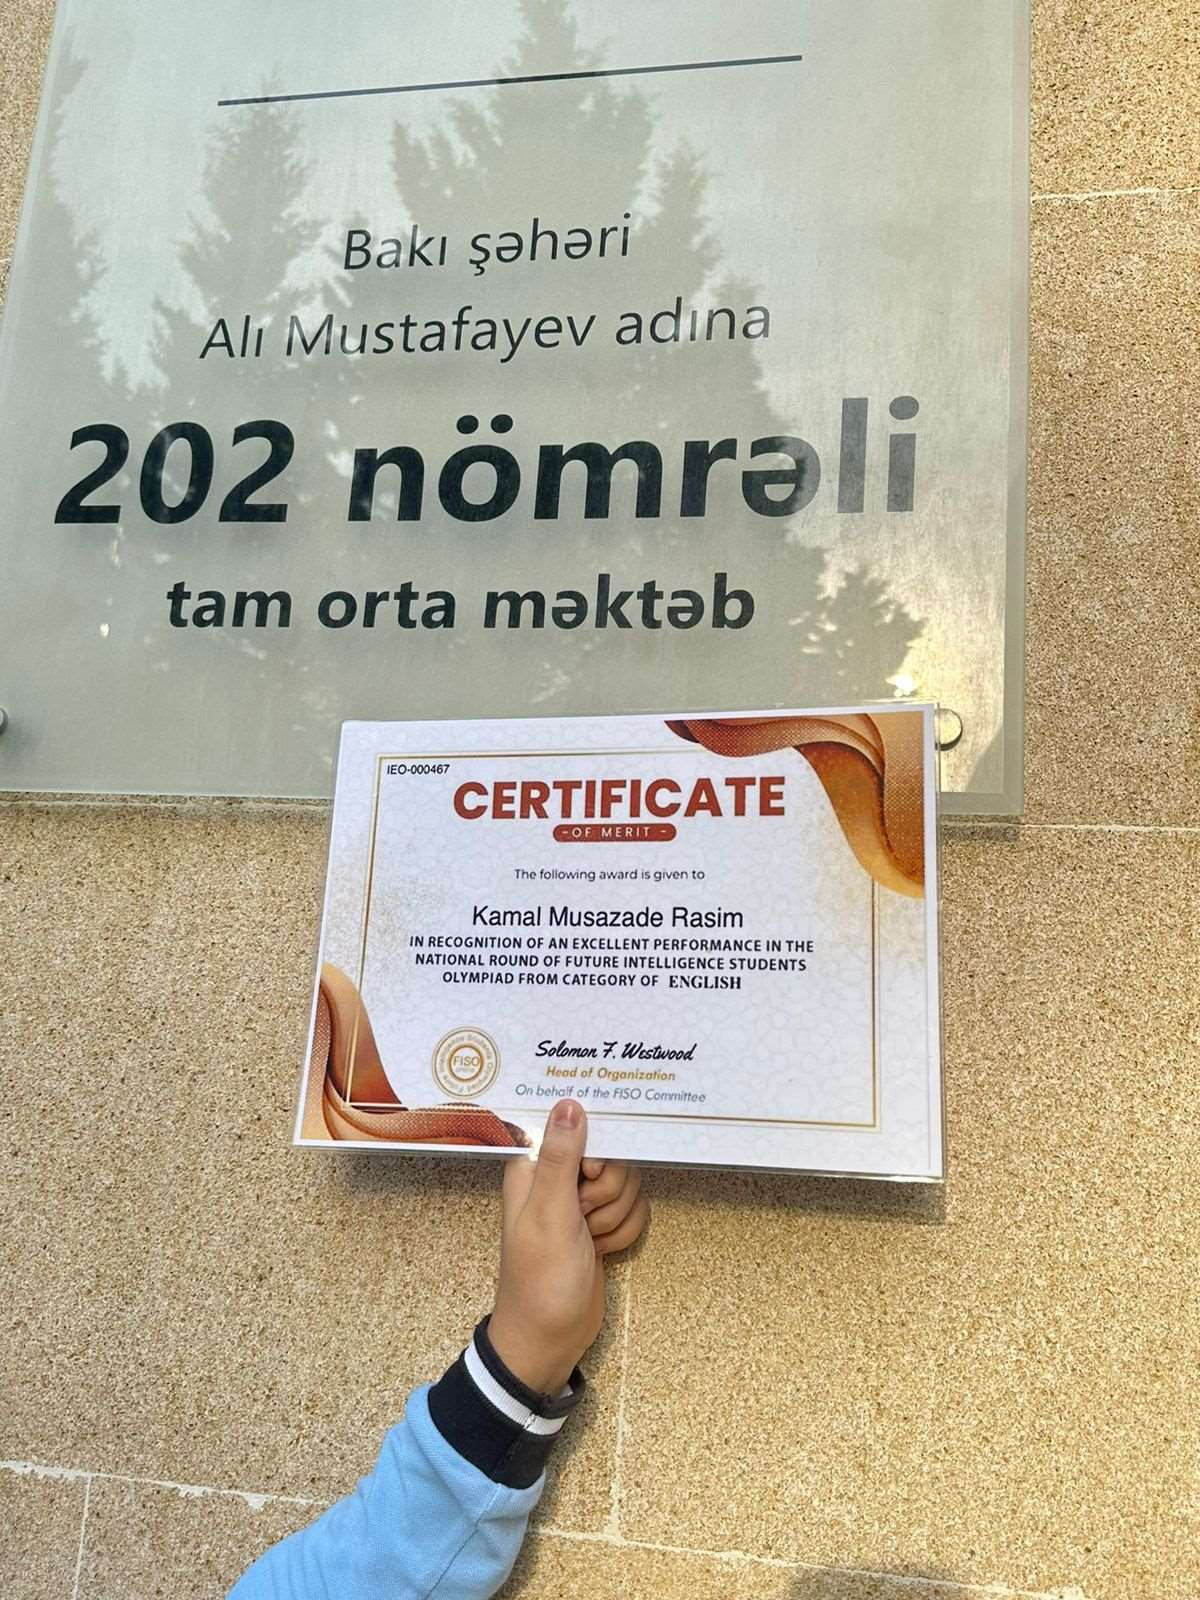 Bakı şəhəri
Alı Mustafayev adına
202 nömrəli
tam orta məktəb
IEO-000467
CERTIFICATE
-OF MERIT -
The following award is given to
Kamal Musazade Rasim
IN RECOGNITION OF AN EXCELLENT PERFORMANCE IN THE
NATIONAL ROUND OF FUTURE INTELLIGENCE STUDENTS
OLYMPIAD FROM CATEGORY OF ENGLISH
Solomon F. Westwood
Head of Organization
On behalf of the FISO Committee
FISO